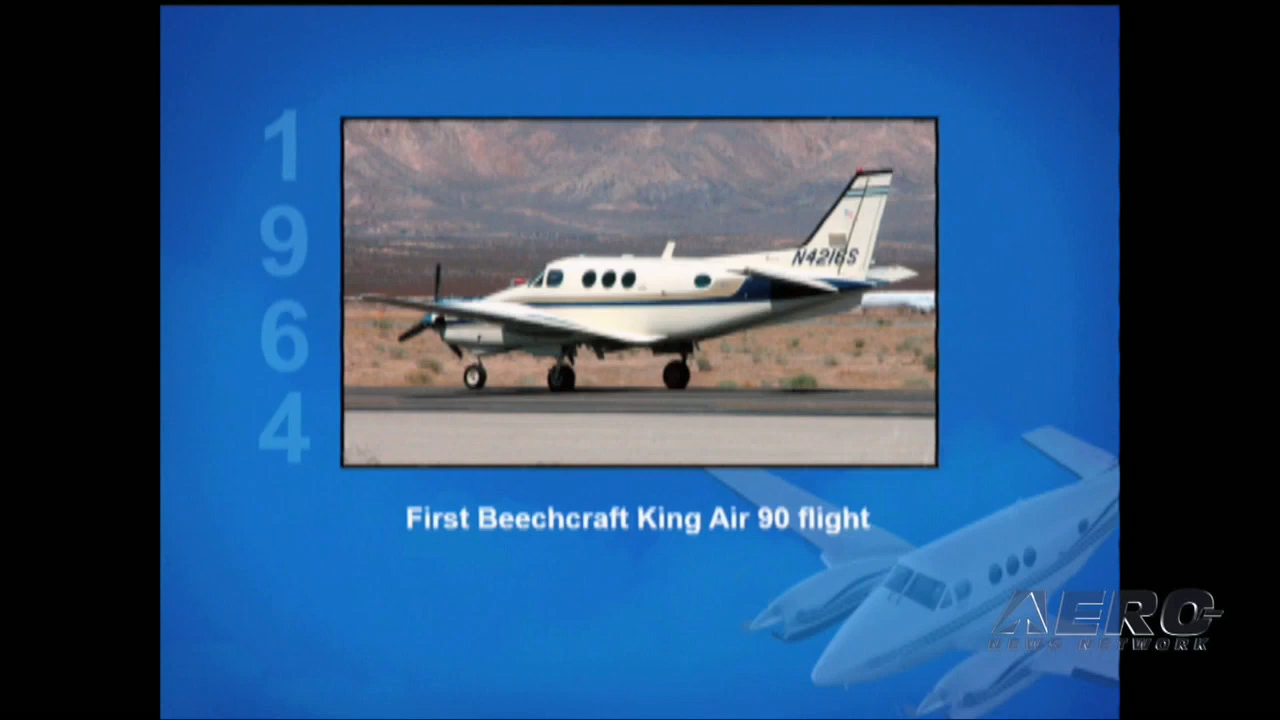 1
9
6
4
N4216S
First Beechcraft King Air 90 flight
AERO
NEWS NETWORK